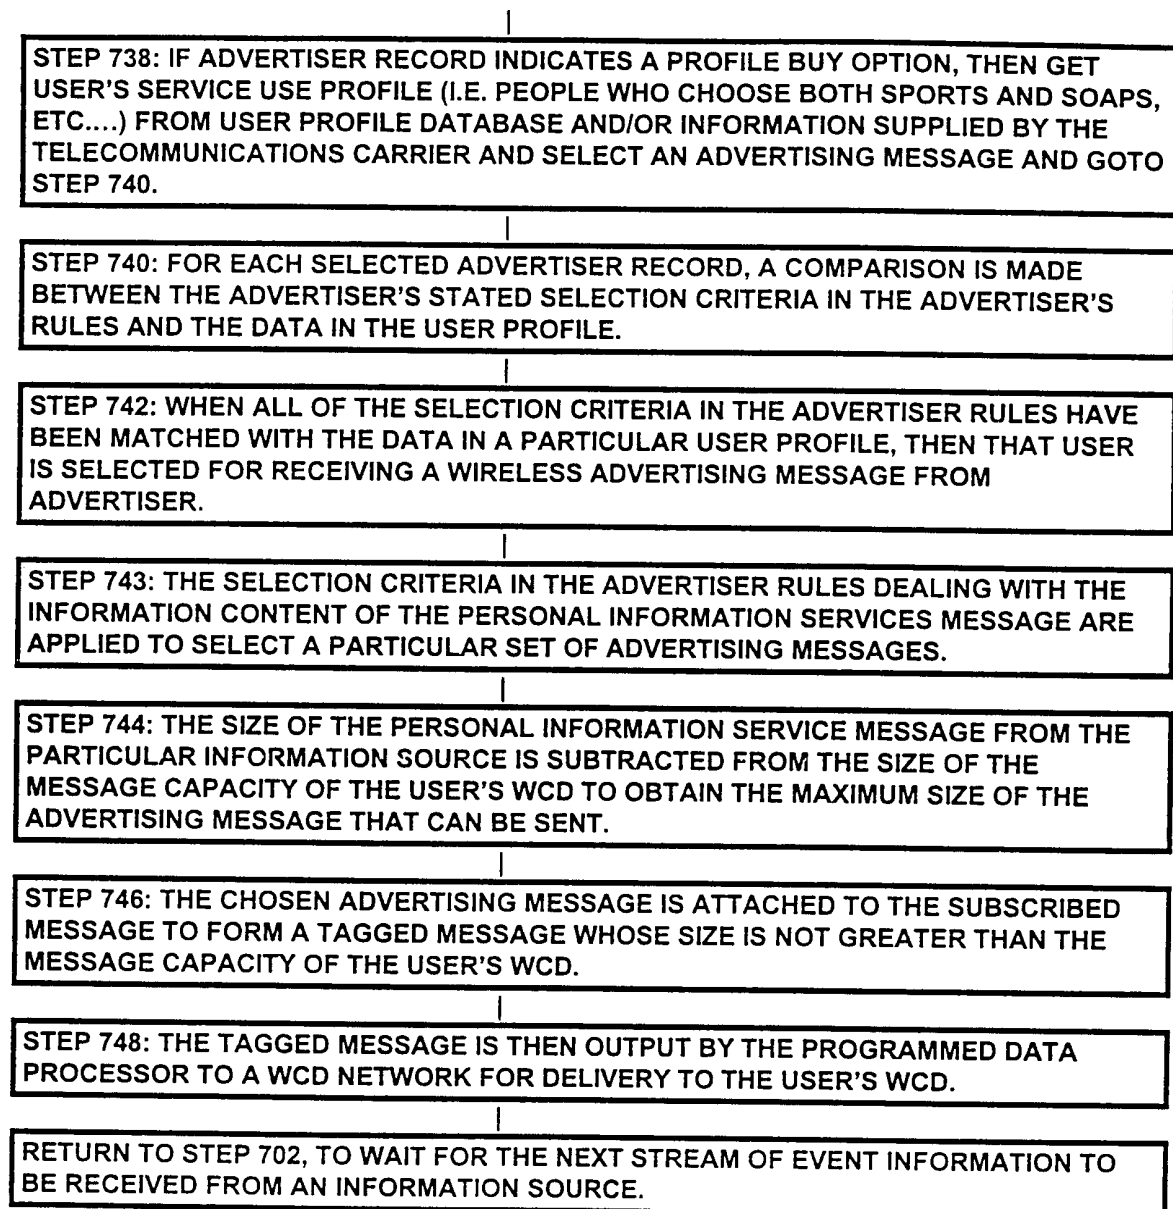 STEP 738: IF ADVERTISER RECORD INDICATES A PROFILE BUY OPTION, THEN GET
USER'S SERVICE USE PROFILE (I.E. PEOPLE WHO CHOOSE BOTH SPORTS AND SOAPS,
ETC....) FROM USER PROFILE DATABASE AND/OR INFORMATION SUPPLIED BY THE
TELECOMMUNICATIONS CARRIER AND SELECT AN ADVERTISING MESSAGE AND GOTO
STEP 740.
STEP 740: FOR EACH SELECTED ADVERTISER RECORD, A COMPARISON IS MADE
BETWEEN THE ADVERTISER'S STATED SELECTION CRITERIA IN THE ADVERTISER'S
RULES AND THE DATA IN THE USER PROFILE.
STEP 742: WHEN ALL OF THE SELECTION CRITERIA IN THE ADVERTISER RULES HAVE
BEEN MATCHED WITH THE DATA IN A PARTICULAR USER PROFILE, THEN THAT USER
IS SELECTED FOR RECEIVING A WIRELESS ADVERTISING MESSAGE FROM
ADVERTISER.
STEP 743: THE SELECTION CRITERIA IN THE ADVERTISER RULES DEALING WITH THE
INFORMATION CONTENT OF THE PERSONAL INFORMATION SERVICES MESSAGE ARE
APPLIED TO SELECT A PARTICULAR SET OF ADVERTISING MESSAGES.
STEP 744: THE SIZE OF THE PERSONAL INFORMATION SERVICE MESSAGE FROM THE
PARTICULAR INFORMATION SOURCE IS SUBTRACTED FROM THE SIZE OF THE
MESSAGE CAPACITY OF THE USER'S WCD TO OBTAIN THE MAXIMUM SIZE OF THE
ADVERTISING MESSAGE THAT CAN BE SENT.
STEP 746: THE CHOSEN ADVERTISING MESSAGE IS ATTACHED TO THE SUBSCRIBED
MESSAGE TO FORM A TAGGED MESSAGE WHOSE SIZE IS NOT GREATER THAN THE
MESSAGE CAPACITY OF THE USER'S WCD.
STEP 748: THE TAGGED MESSAGE IS THEN OUTPUT BY THE PROGRAMMED DATA
PROCESSOR TO A WCD NETWORK FOR DELIVERY TO THE USER'S WCD.
RETURN TO STEP 702, TO WAIT FOR THE NEXT STREAM OF EVENT INFORMATION TO
BE RECEIVED FROM AN INFORMATION SOURCE.